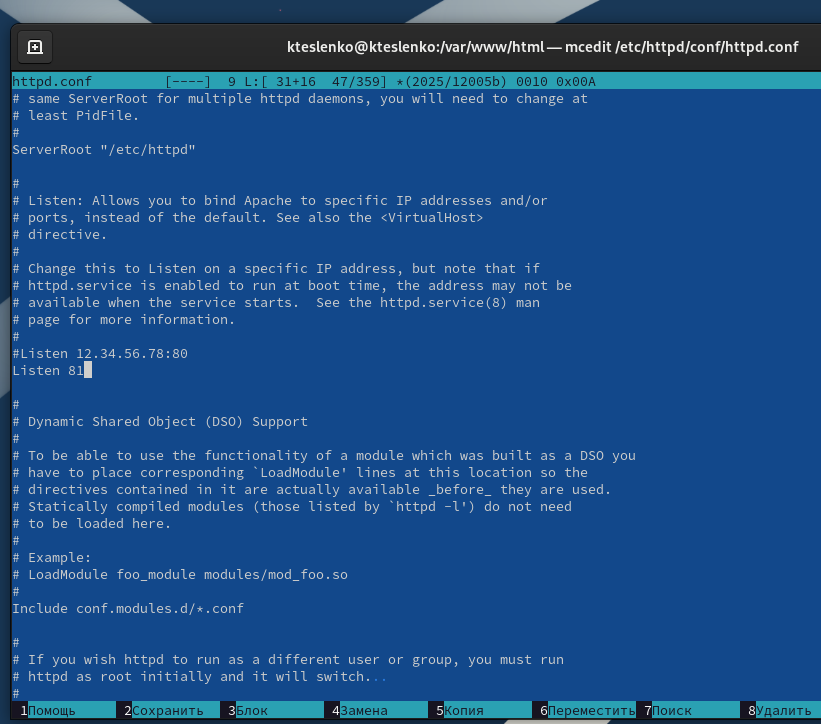 kteslenko@kteslenko:/var/www/html — mcedit /etc/httpd/conf/httpd.conf
httpd.conf         [----]  9 L:[ 31+16  47/359] *(2025/12005b) 0010 0x00A
# same ServerRoot for multiple httpd daemons, you will need to change at
# least PidFile.
#
ServerRoot "/etc/httpd"
#
# Listen: Allows you to bind Apache to specific IP addresses and/or
# ports, instead of the default. See also the <VirtualHost>
# directive.
#
# Change this to Listen on a specific IP address, but note that if
# httpd.service is enabled to run at boot time, the address may not be
# available when the service starts.  See the httpd.service(8) man
# page for more information.
#
#Listen 12.34.56.78:80
Listen 81
#
# Dynamic Shared Object (DSO) Support
#
# To be able to use the functionality of a module which was built as a DSO you
# have to place corresponding `LoadModule' lines at this location so the
# directives contained in it are actually available _before_ they are used.
# Statically compiled modules (those listed by `httpd -l') do not need
# to be loaded here.
#
# Example:
# LoadModule foo_module modules/mod_foo.so
#
Include conf.modules.d/*.conf
#
# If you wish httpd to run as a different user or group, you must run
# httpd as root initially and it will switch...
#
1Помощь 2Сохранить 3Блок 4Замена 5Копия 6Переместить 7Поиск 8Удалить